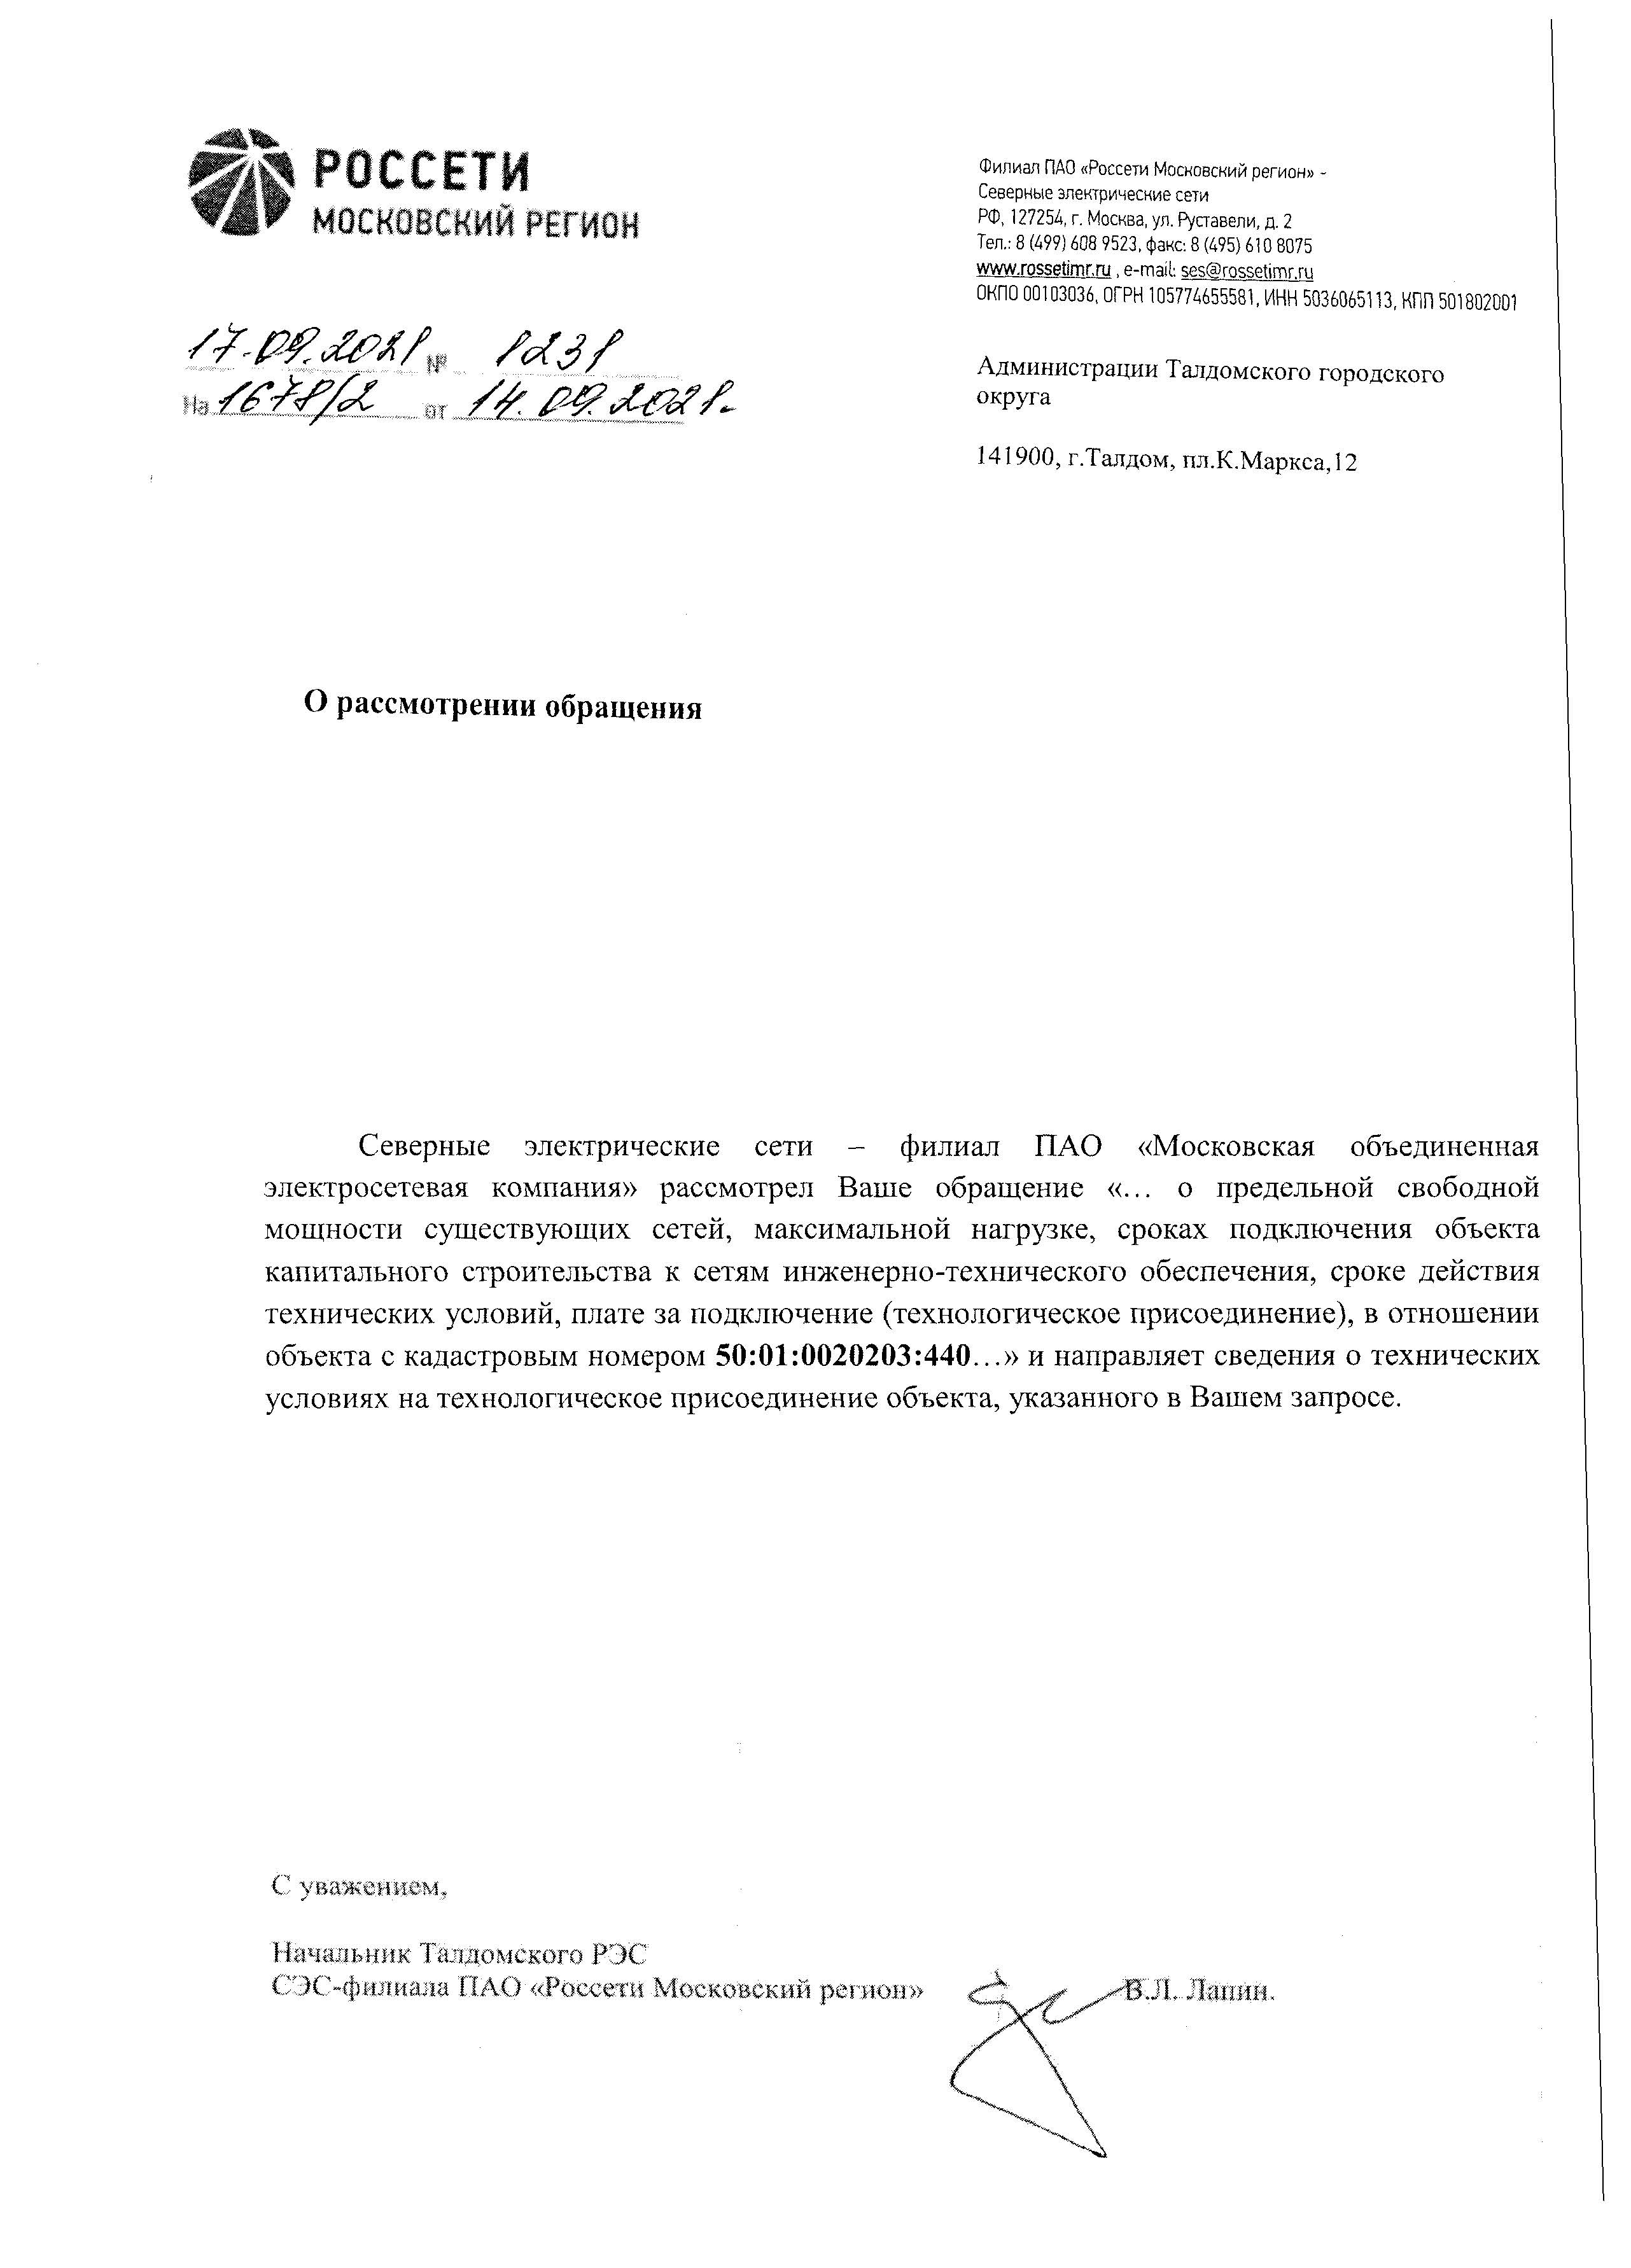 РОССЕТИ
МОСКОВСКИЙ РЕГИОН
Филиал ПАО «Россети Московский регион» -
Северные электрические сети
РФ, 127254, г. Москва, ул. Руставели, д. 2
Тел.: 8 (499) 608 9523, факс: 8 (495) 610 8075
www.rossetimr.ru , e-mail: ses@rossetimr.ru
ОКПО 00103036, ОГРН 105774655581, ИНН 5036065113, КПП 501802001
17.09.2021 № 1231
На 1678/2 от 14.09.2021.
Администрации Талдомского городского
округа
141900, г.Талдом, пл.К.Маркса,12
О рассмотрении обращения
Северные электрические сети – филиал ПАО «Московская объединенная
электросетевая компания» рассмотрел Ваше обращение «… о предельной свободной
мощности существующих сетей, максимальной нагрузке, сроках подключения объекта
капитального строительства к сетям инженерно-технического обеспечения, сроке действия
технических условий, плате за подключение (технологическое присоединение), в отношении
объекта с кадастровым номером 50:01:0020203:440…» и направляет сведения о технических
условиях на технологическое присоединение объекта, указанного в Вашем запросе.
С уважением,
Начальник Талдомского РЭС
СЭС-филиала ПАО «Россети Московский регион» В.Л. Лапин.